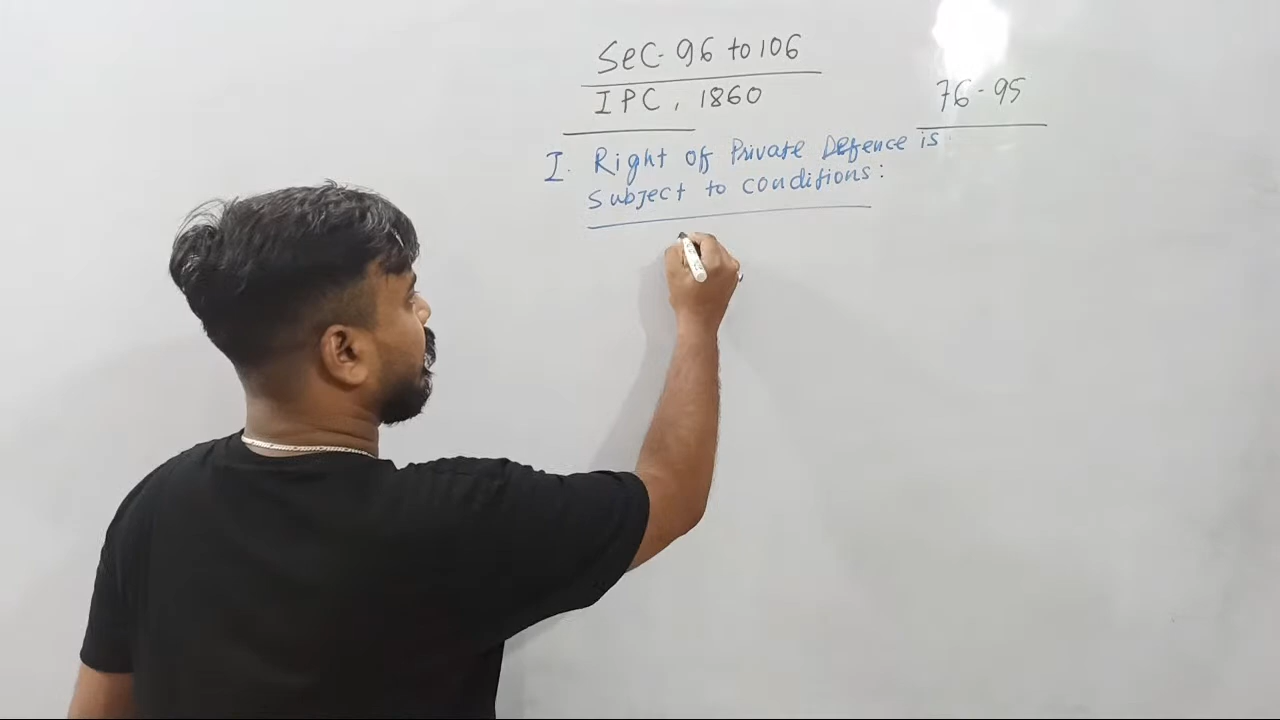 Sec- 96 to 106
IPC, 1860
76 - 95
I. Right of Private Defence is
Subject to conditions: